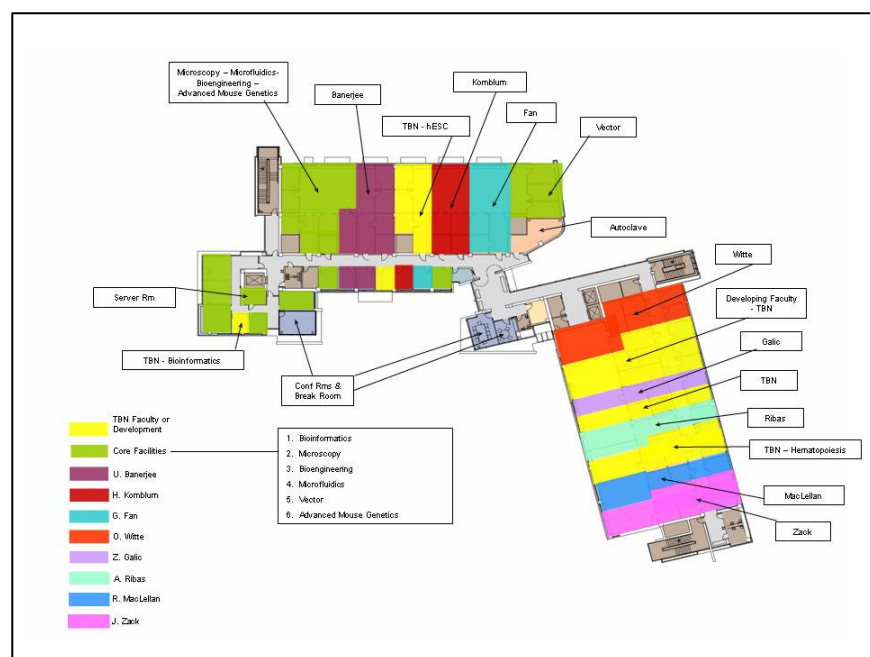 Microscopy – Microfluidics-
Bioengineering –
Advanced Mouse Genetics
Banerjee
TBN - hESC
Kornblum
Fan
Vector
Autoclave
Witte
Developing Faculty
- TBN
Galic
TBN
Ribas
TBN – Hematopoiesis
MacLellan
Zack
Server Rm
TBN - Bioinformatics
Conf Rms &
Break Room
TBN Faculty or
Development
Core Facilities
U. Banerjee
H. Kornblum
G. Fan
O. Witte
Z. Galic
A. Ribas
R. MacLellan
J. Zack
1. Bioinformatics
2. Microscopy
3. Bioengineering
4. Microfluidics
5. Vector
6. Advanced Mouse Genetics